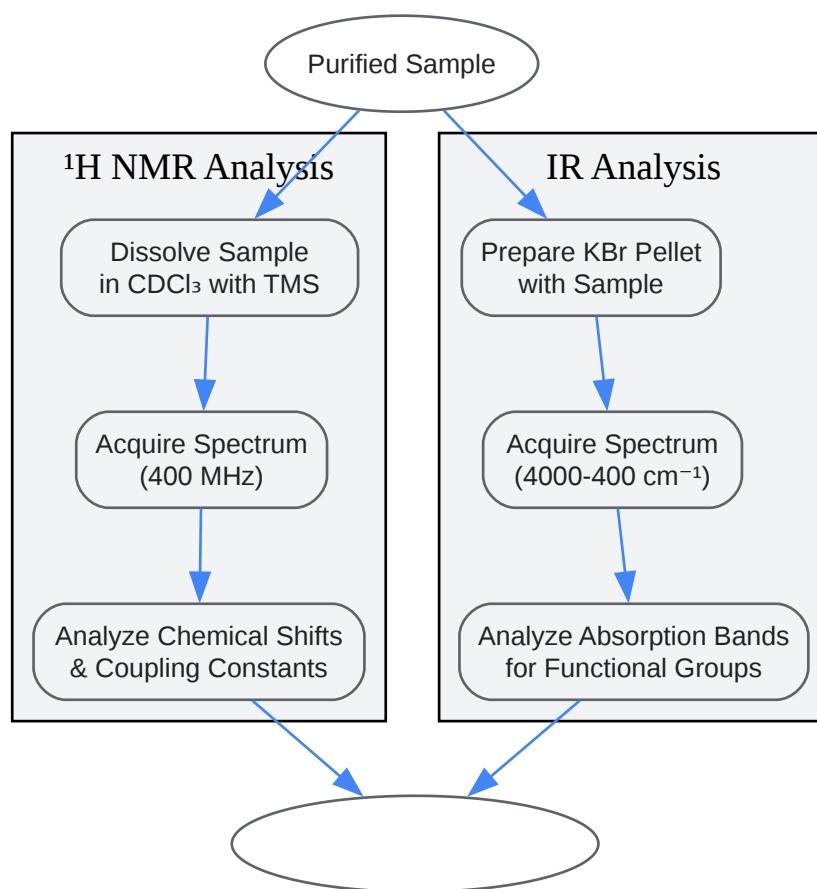 Purified Sample
¹H NMR Analysis
Dissolve Sample
in CDCl₃ with TMS
Acquire Spectrum
(400 MHz)
Analyze Chemical Shifts
& Coupling Constants
IR Analysis
Prepare KBr Pellet
with Sample
Acquire Spectrum
(4000-400 cm⁻¹)
Analyze Absorption Bands
for Functional Groups